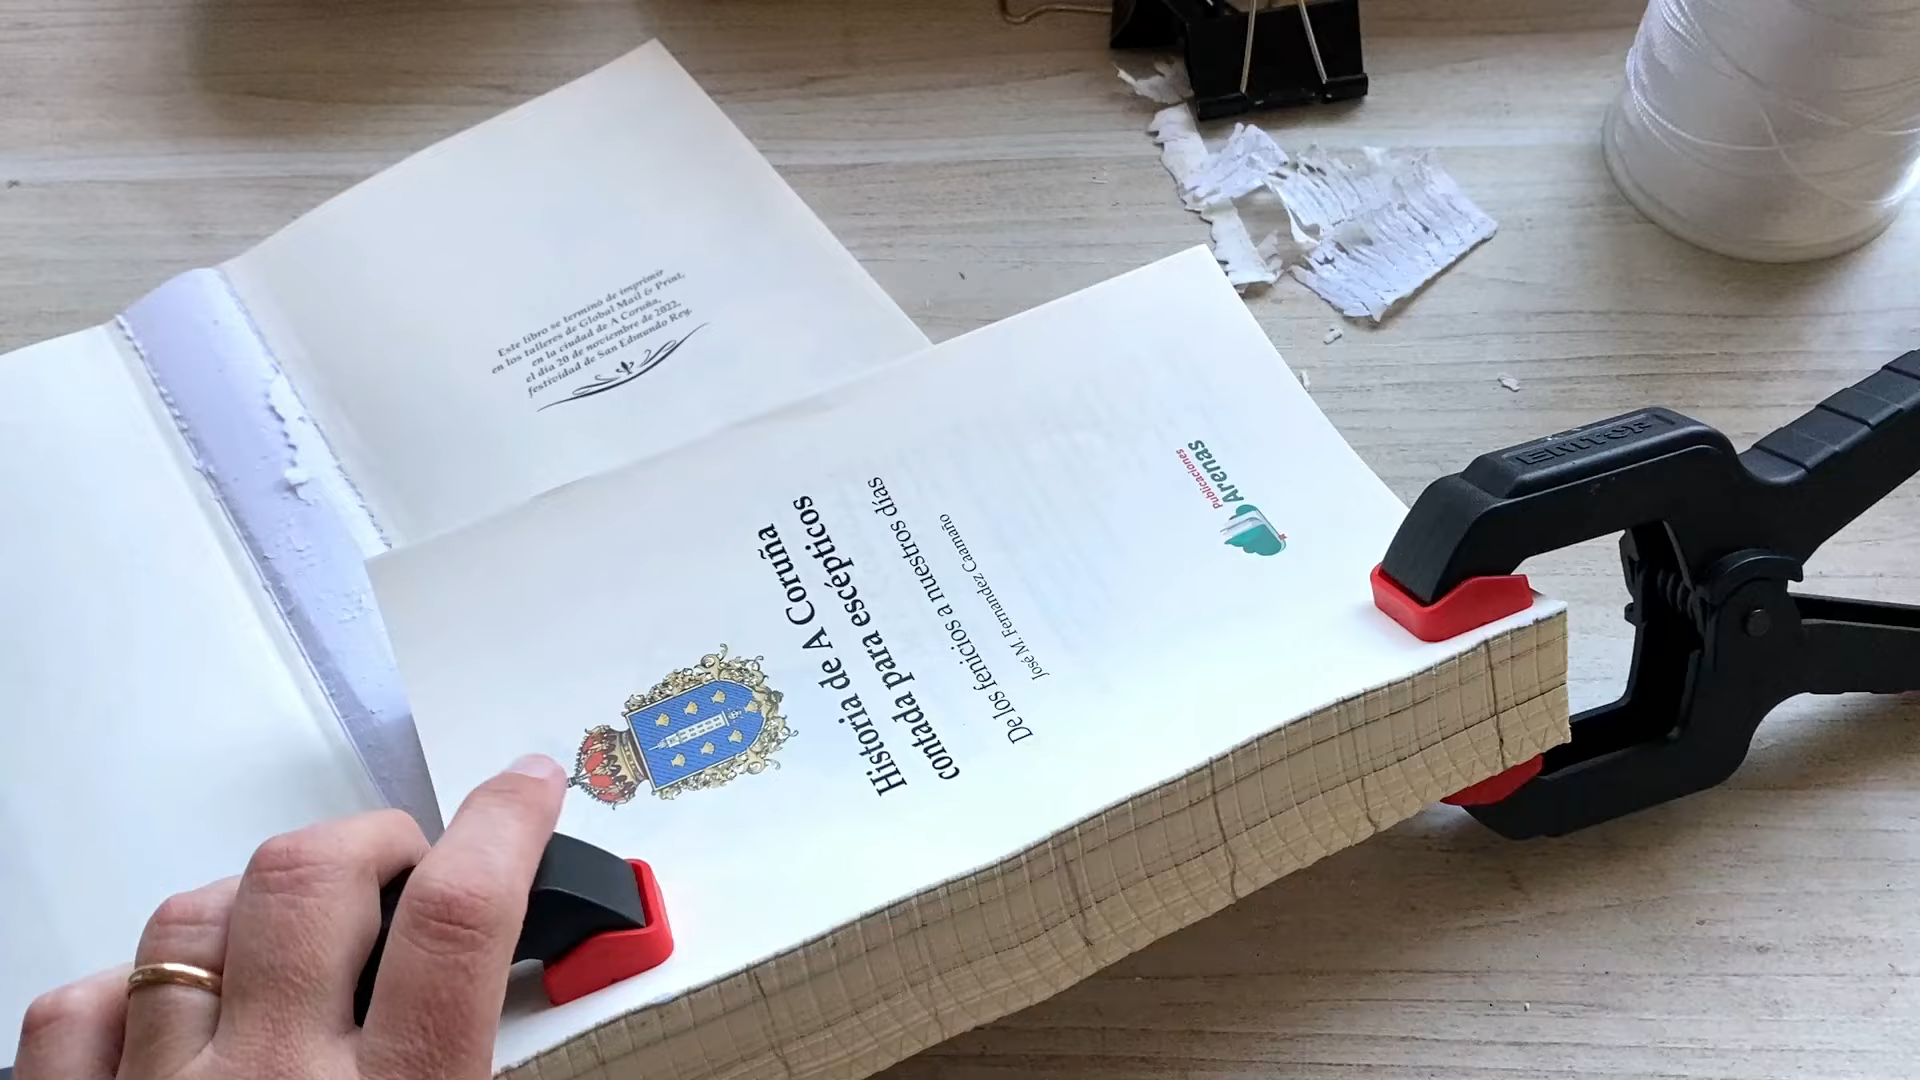 Este libro se terminó de imprimir
en los talleres de Global Mail & Print,
en la ciudad de A Coruña,
el día 20 de noviembre de 2022,
festividad de San Edmundo Rey.
Historia de A Coruña
contada para escépticos
De los fenicios a nuestros días
José M. Fernandez Caamaño
Publicaciones
Arenas